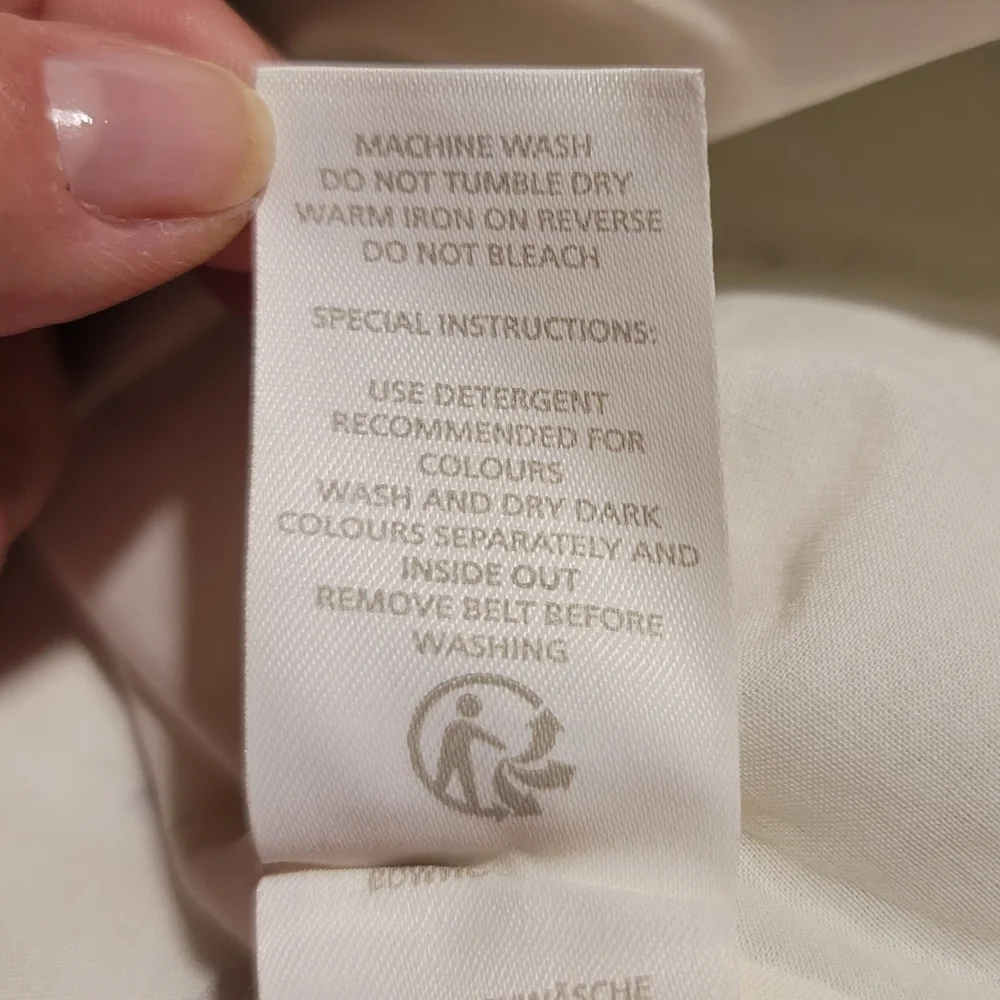 MACHINE WASH
DO NOT TUMBLE DRY
WARM IRON ON REVERSE
DO NOT BLEACH
SPECIAL INSTRUCTIONS:
USE DETERGENT
RECOMMENDED FOR
COLOURS
WASH AND DRY DARK
COLOURS SEPARATELY AND
INSIDE OUT
REMOVE BELT BEFORE
WASHING